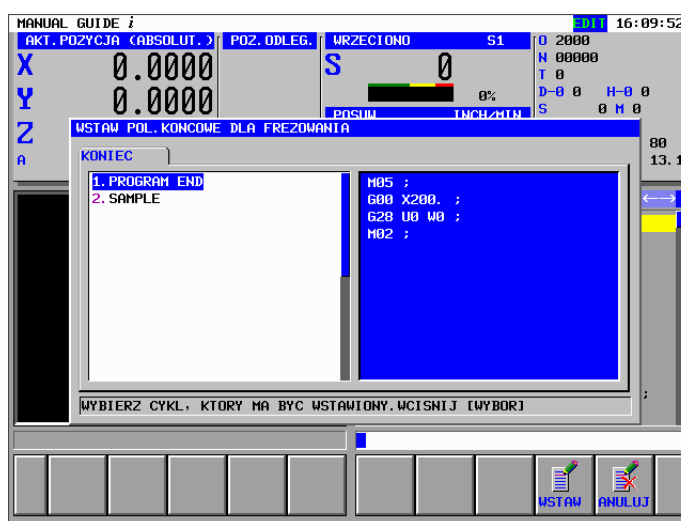 MANUAL GUIDE i EDIT 16:09:52
AKT.POZYCJA (ABSOLUT.) POZ.ODLEG. WRZECIONO S1 O 2000
X 0.0000 S 0 N 00000
T 0
Y 0.0000 0% D-0 0 H-0 0
POSUW INCH/MIN S 0 M 0
Z
WSTAW POL.KONCOWE DLA FREZOWANIA
80
A 13.1
KONIEC
1.PROGRAM END
2.SAMPLE
M05 ;
G00 X200. ;
G28 U0 W0 ;
M02 ;
;
WYBIERZ CYKL, KTORY MA BYC WSTAWIONY.WCISNIJ [WYBOR]
WSTAW ANULUJ